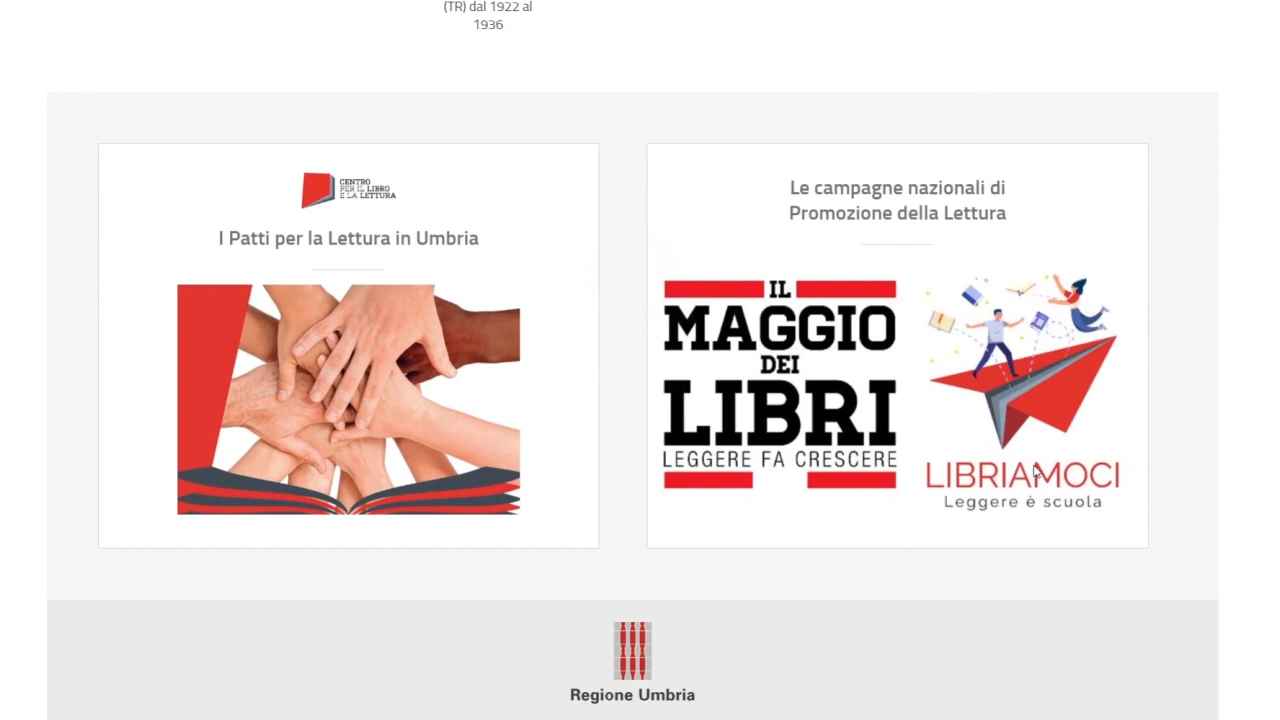 (TR) dal 1922 al
1936
CENTRO
PER IL LIBRO
E LA LETTURA
I Patti per la Lettura in Umbria
Le campagne nazionali di
Promozione della Lettura
IL
MAGGIO
DEI
LIBRI
LEGGERE FA CRESCERE
LIBRIAMOCI
Leggere è scuola
Regione Umbria